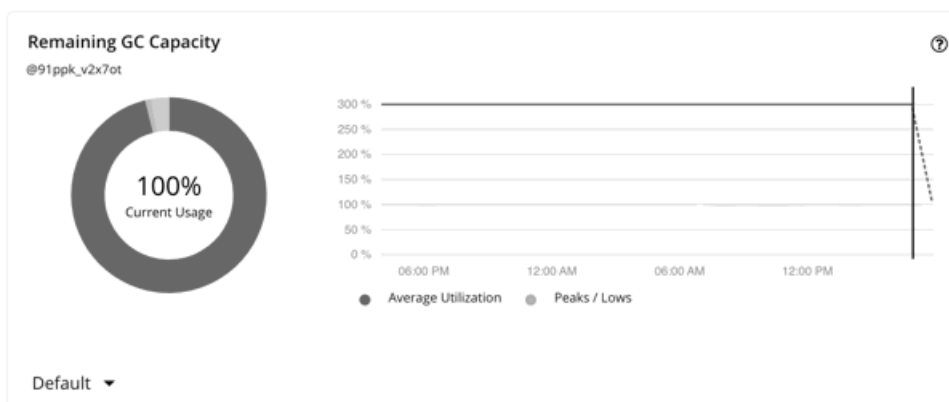 Remaining GC Capacity
@91ppk_v2x7ot
100%
Current Usage
300 %
250 %
200 %
150 %
100 %
50 %
0 %
06:00 PM 12:00 AM 06:00 AM 12:00 PM
Average Utilization Peaks / Lows
Default